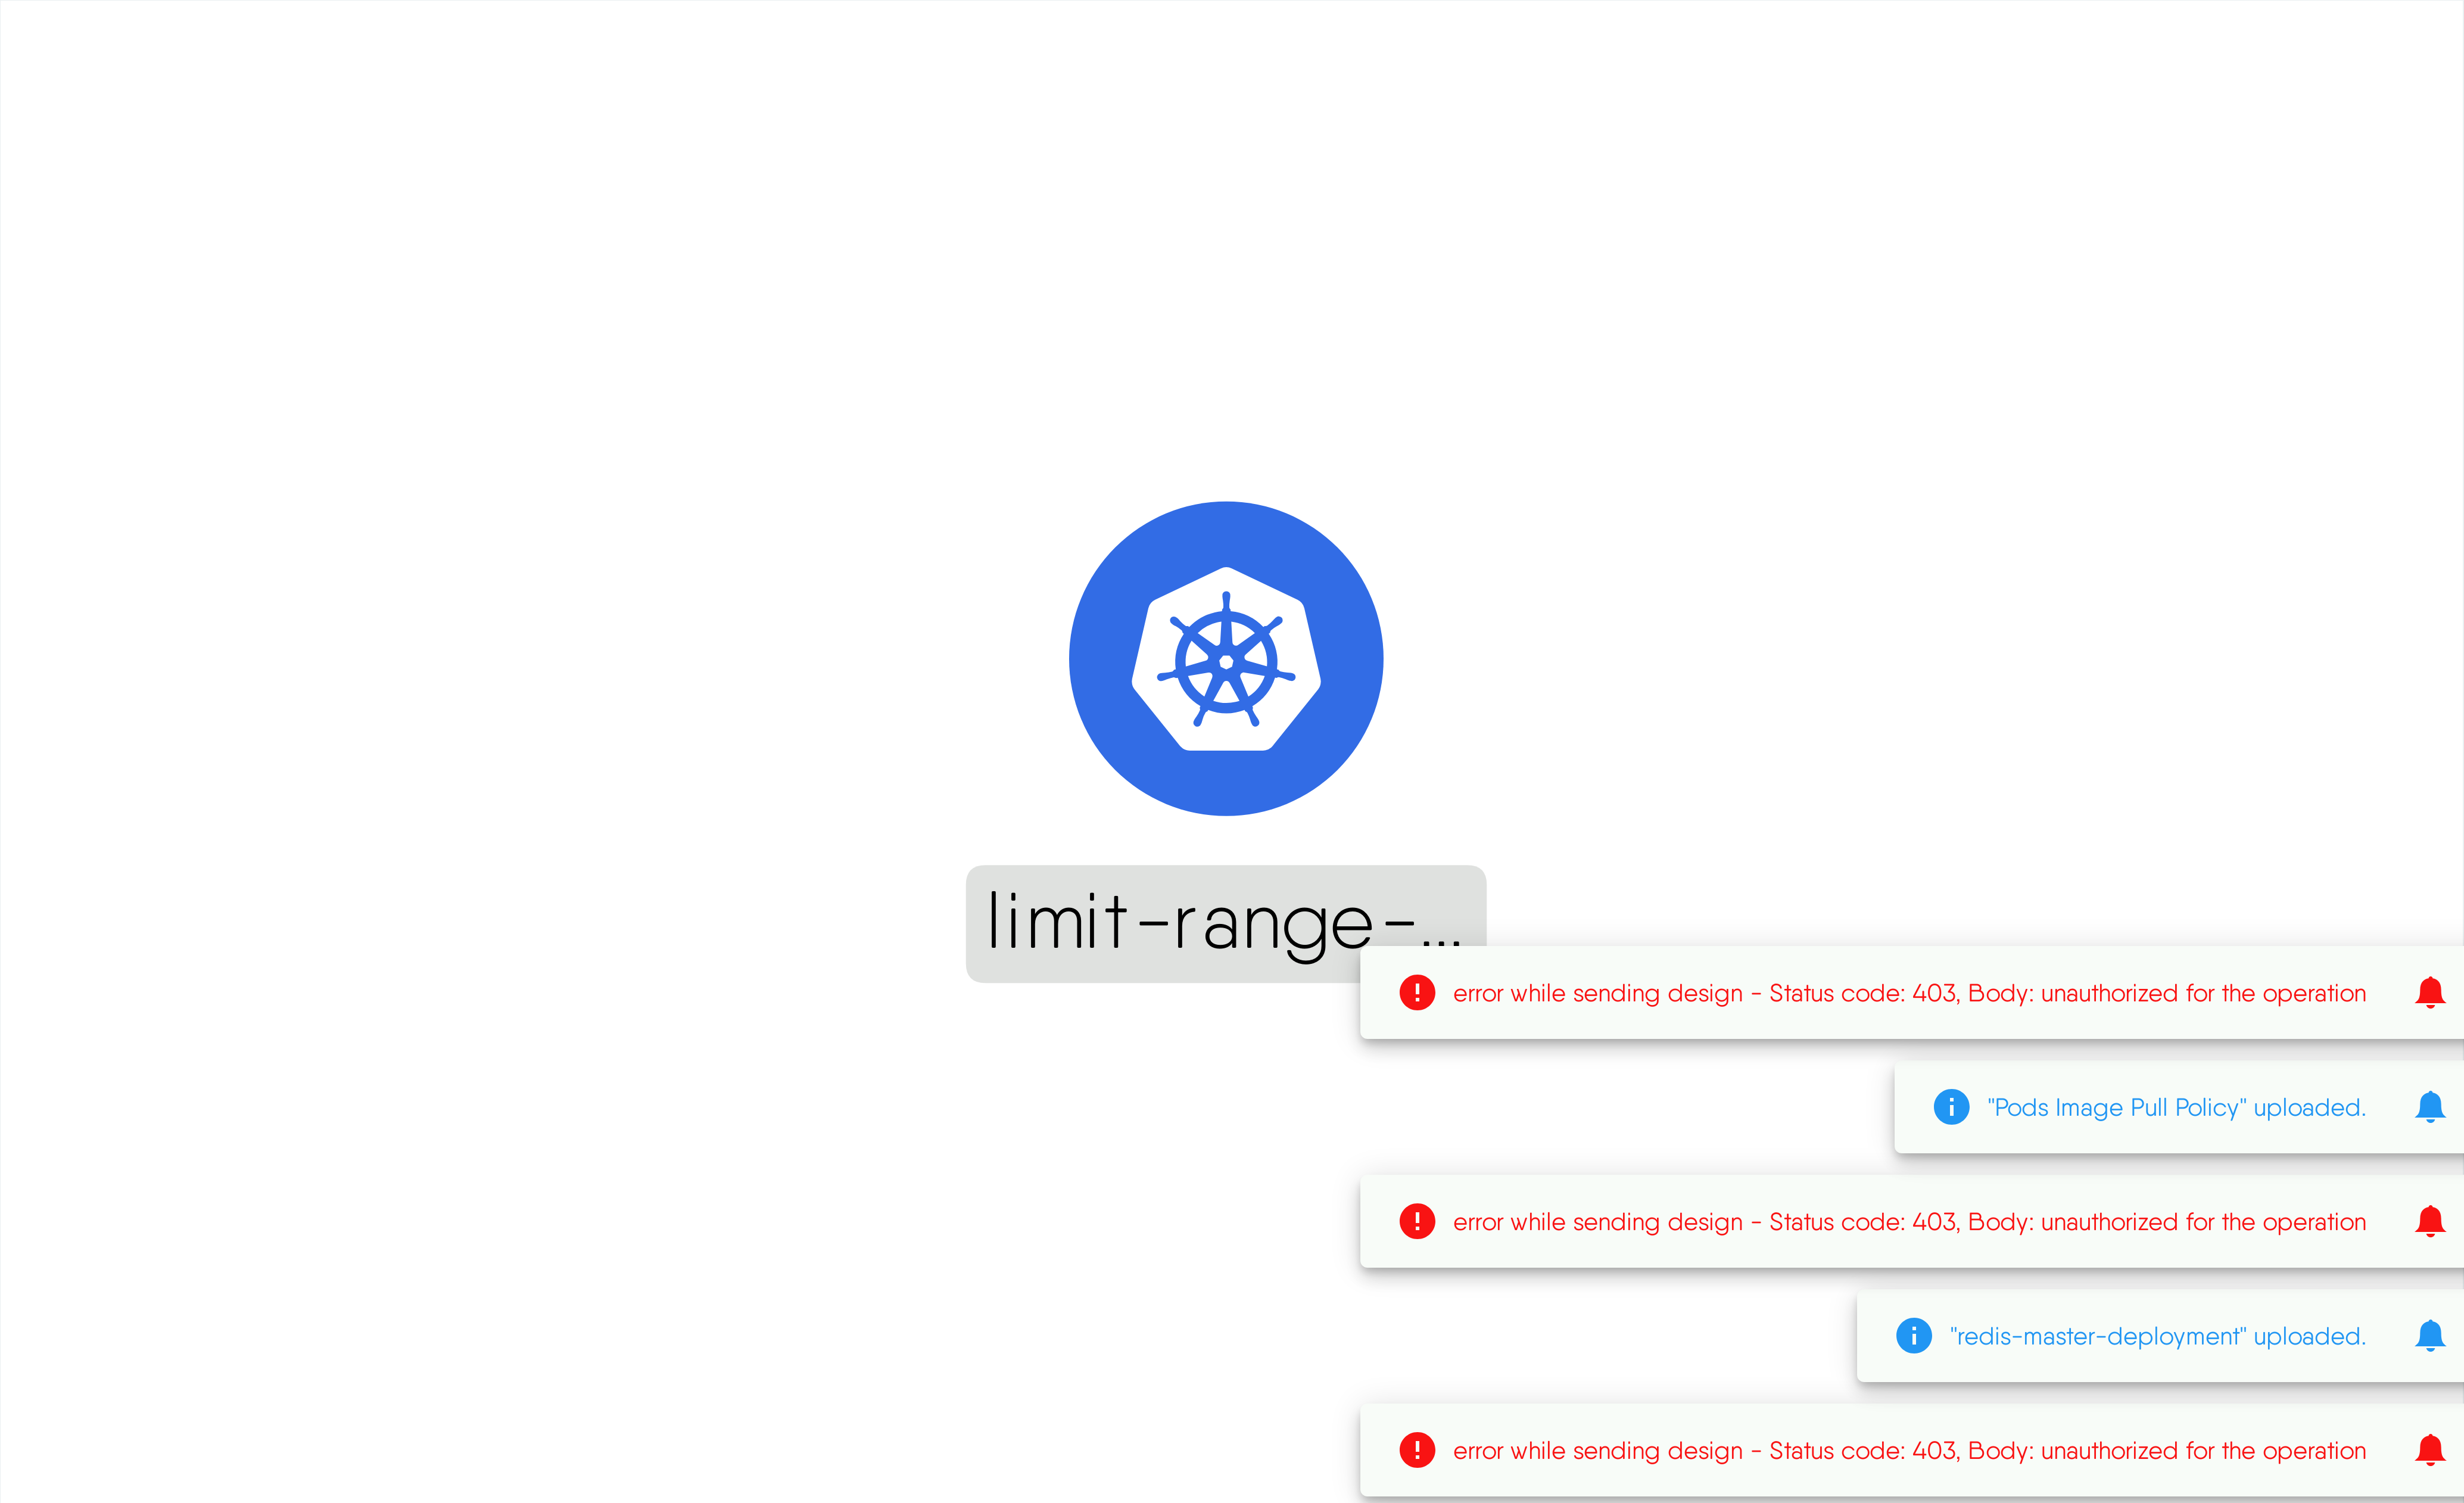 limit-range-...
error while sending design - Status code: 403, Body: unauthorized for the operation
"Pods Image Pull Policy" uploaded.
error while sending design - Status code: 403, Body: unauthorized for the operation
"redis-master-deployment" uploaded.
error while sending design - Status code: 403, Body: unauthorized for the operation